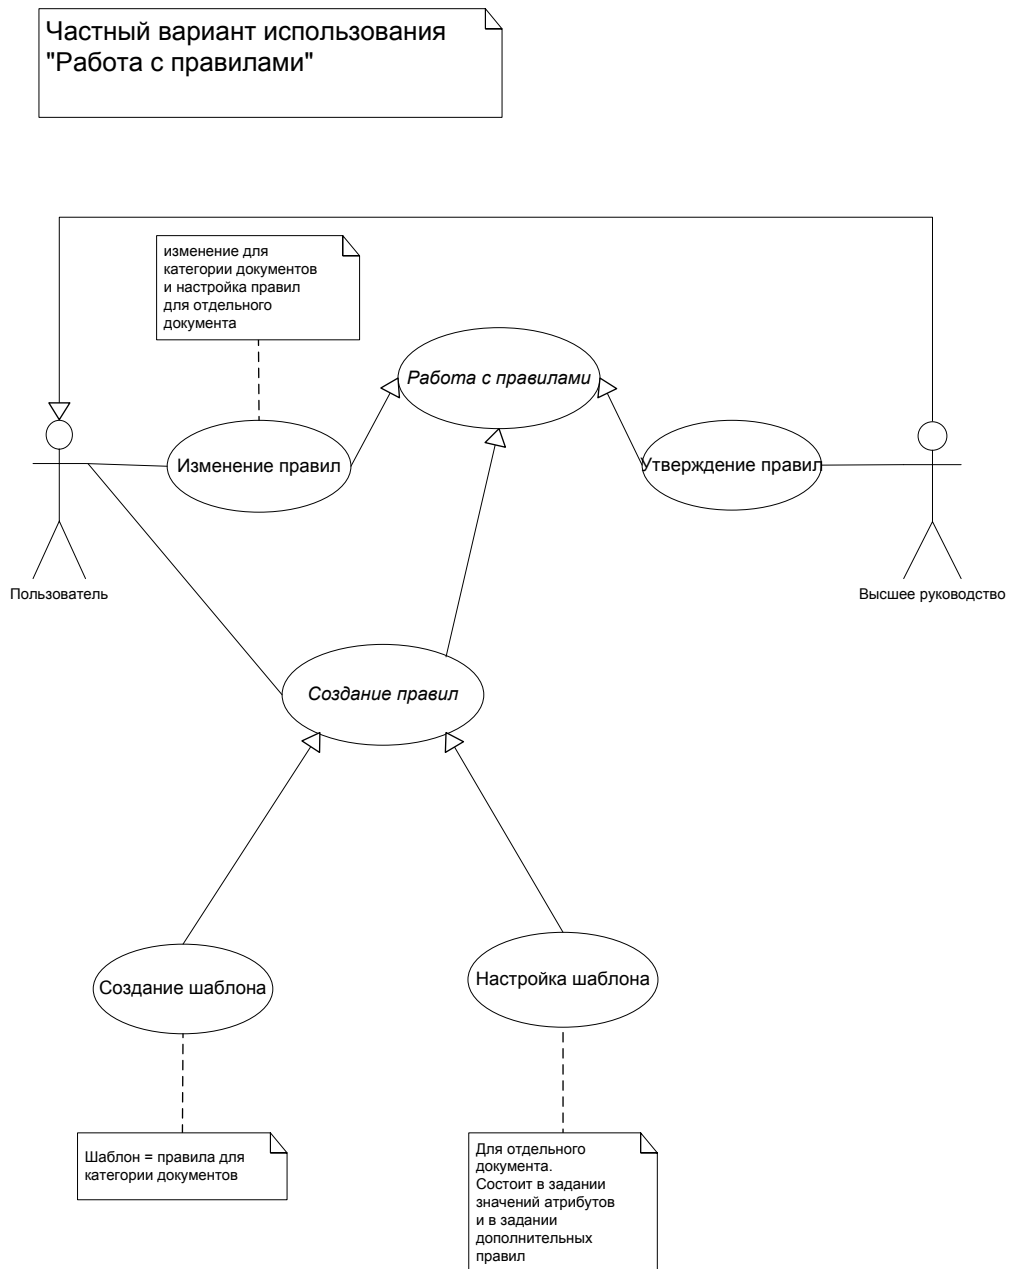 Частный вариант использования
"Работа с правилами"
изменение для
категории документов
и настройка правил
для отдельного
документа
Работа с правилами
Изменение правил
Утверждение правил
Пользователь
Высшее руководство
Создание правил
Создание шаблона
Настройка шаблона
Шаблон = правила для
категории документов
Для отдельного
документа.
Состоит в задании
значений атрибутов
и в задании
дополнительных
правил